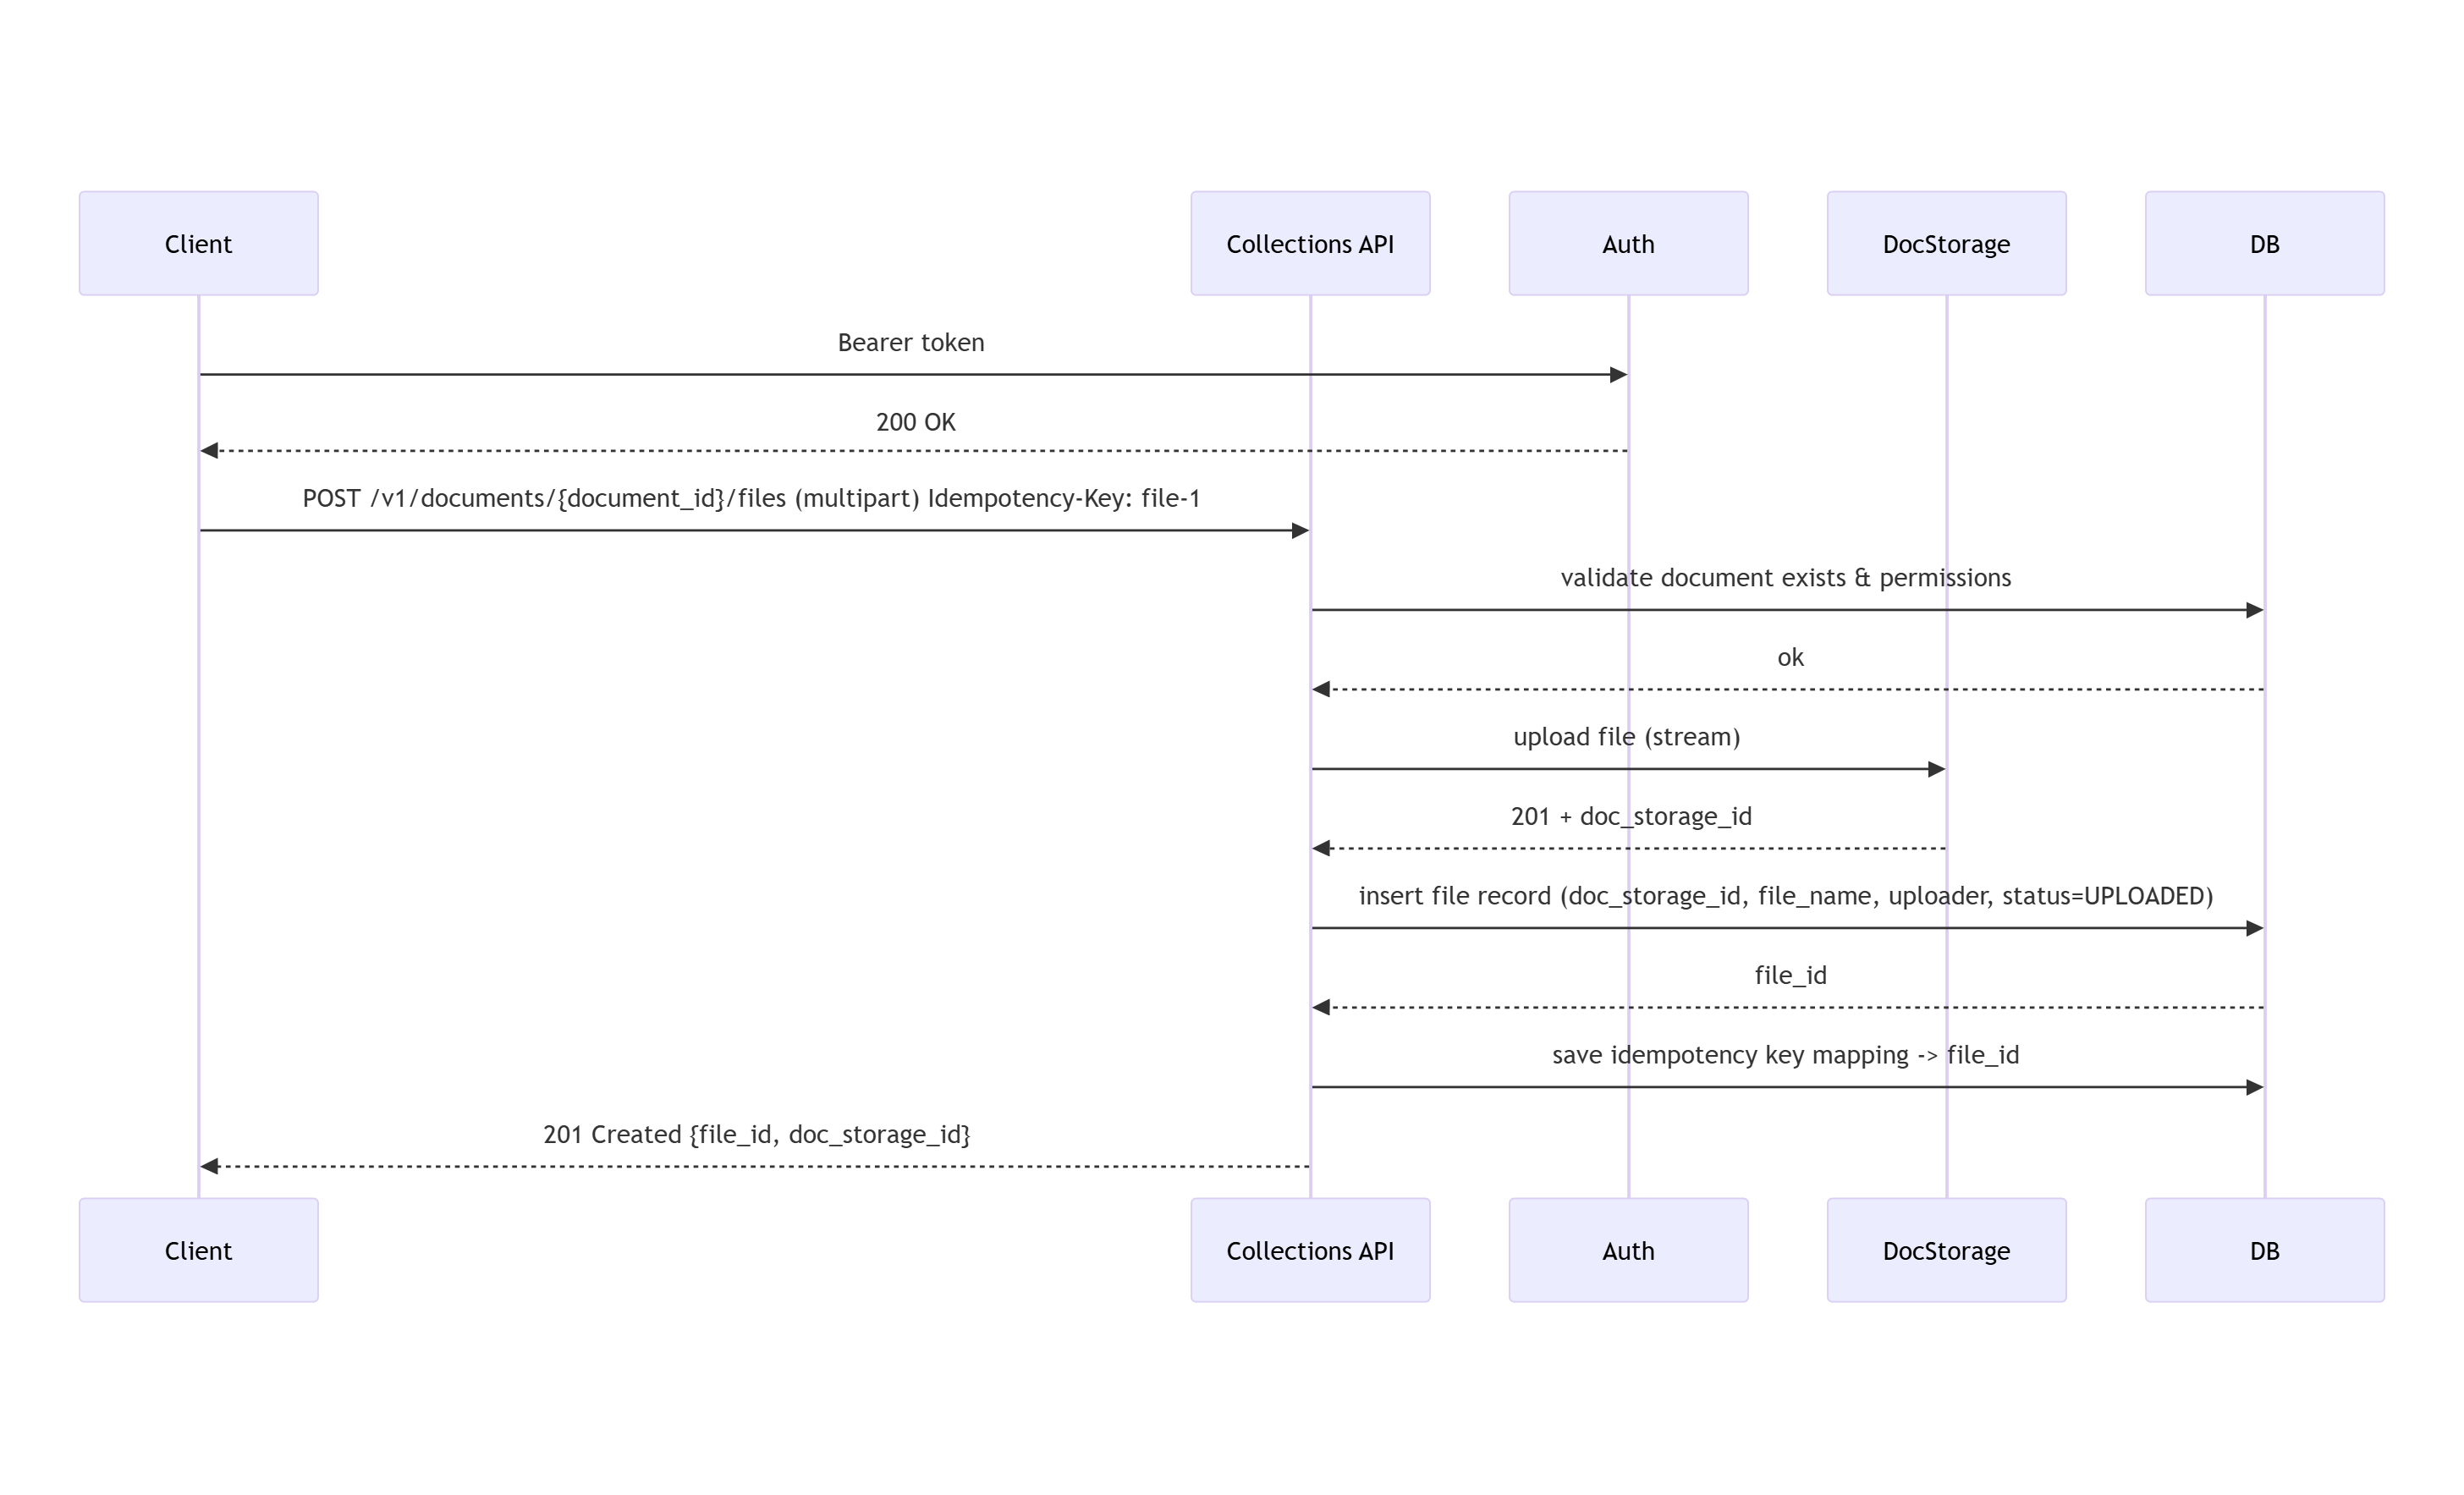 Client
Collections API
Auth
DocStorage
DB
Bearer token
200 OK
POST /v1/documents/{document_id}/files (multipart) Idempotency-Key: file-1
validate document exists & permissions
ok
upload file (stream)
201 + doc_storage_id
insert file record (doc_storage_id, file_name, uploader, status=UPLOADED)
file_id
save idempotency key mapping -> file_id
201 Created {file_id, doc_storage_id}
Client
Collections API
Auth
DocStorage
DB